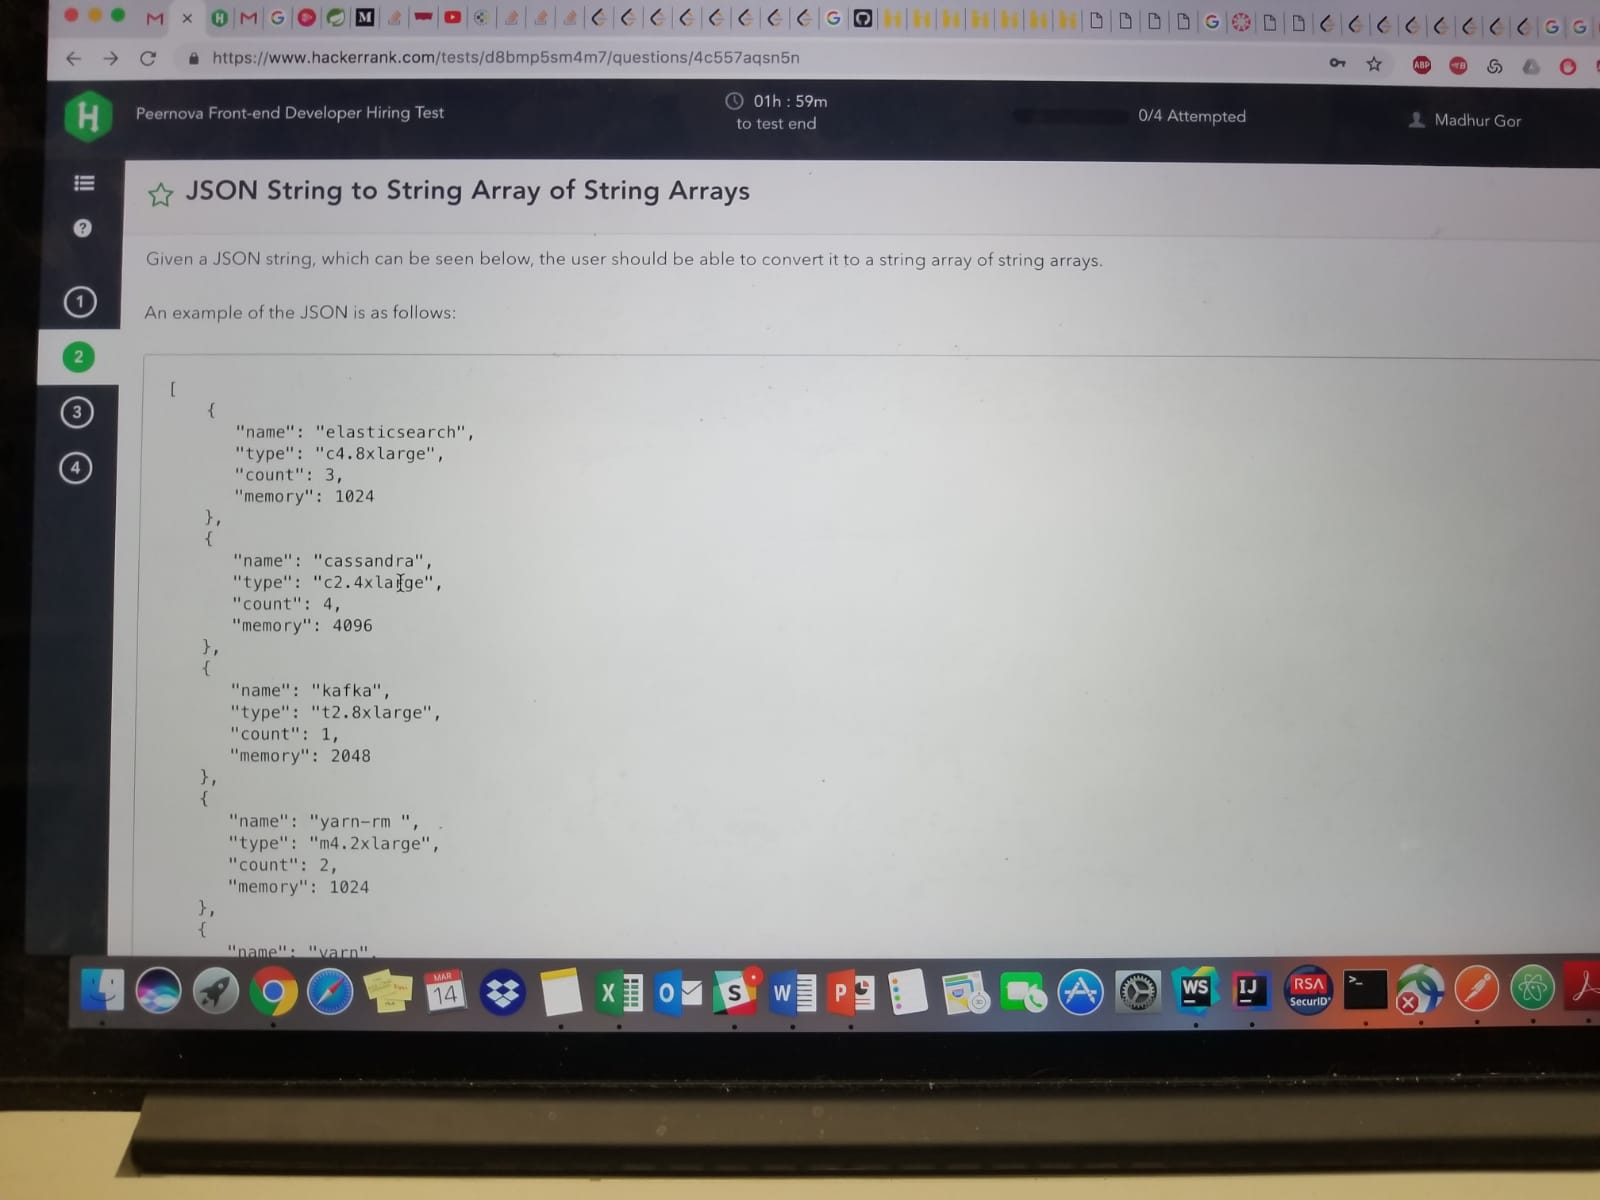 https://www.hackerrank.com/tests/d8bmp5sm4m7/questions/4c557aqsn5n
ABP
H
Peernova Front-end Developer Hiring Test
01h : 59m
to test end
0/4 Attempted
Madhur Gor
JSON String to String Array of String Arrays
?
Given a JSON string, which can be seen below, the user should be able to convert it to a string array of string arrays.
1
An example of the JSON is as follows:
2
3
4
[
{
"name": "elasticsearch",
"type": "c4.8xlarge",
"count": 3,
"memory": 1024
},
{
"name": "cassandra",
"type": "c2.4xlarge",
"count": 4,
"memory": 4096
},
{
"name": "kafka",
"type": "t2.8xlarge",
"count": 1,
"memory": 2048
},
{
"name": "yarn-rm ",
"type": "m4.2xlarge",
"count": 2,
"memory": 1024
},
{
"name": "yarn",
MAR
14
X
O
S
W
P
WS
IJ
RSA
SecurID
>_